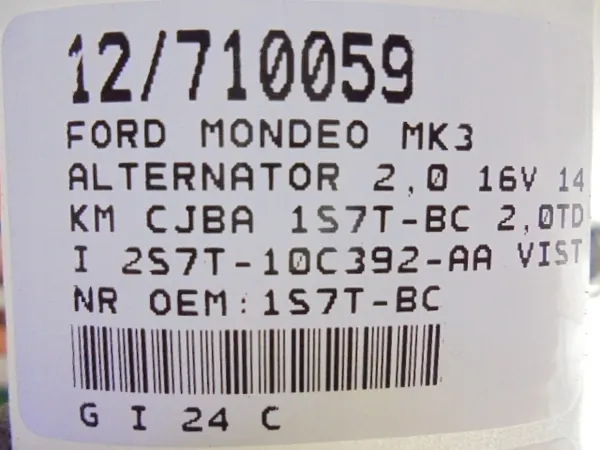 12/710059
FORD MONDEO MK3
ALTERNATOR 2,0 16V 14
KM CJBA 1S7T-BC 2,0TD
I 2S7T-10C392-AA VIST
NR OEM:1S7T-BC
G I 24 C